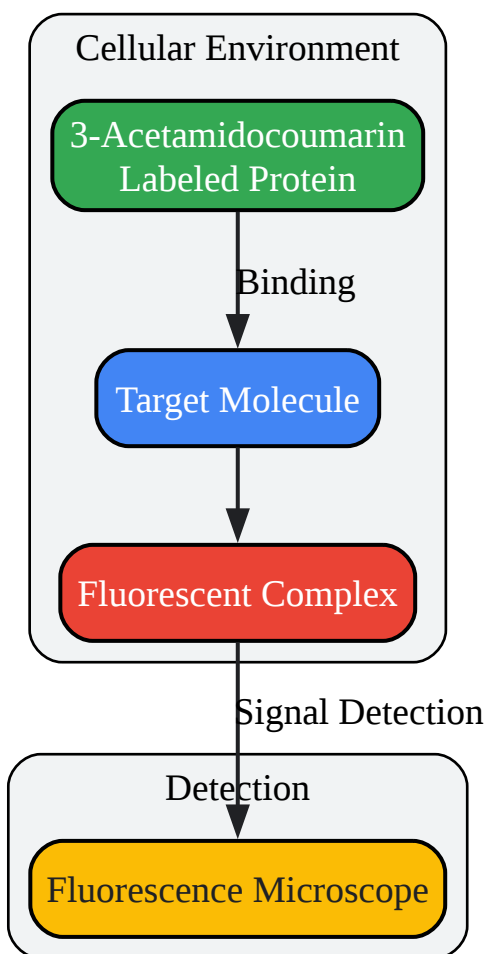 Cellular Environment
3-Acetamidocoumarin
Labeled Protein
Binding
Target Molecule
Fluorescent Complex
Signal Detection
Detection
Fluorescence Microscope